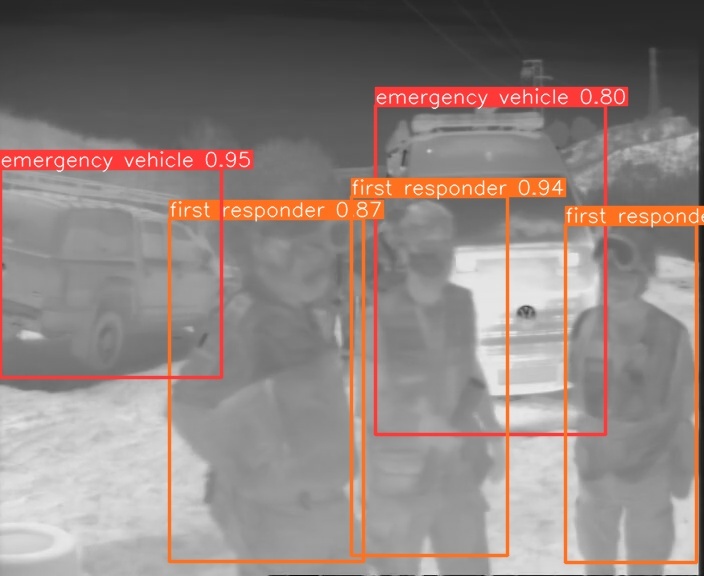 emergency vehicle 0.80
emergency vehicle 0.95
first responder 0.94
first responder 0.87
first responde